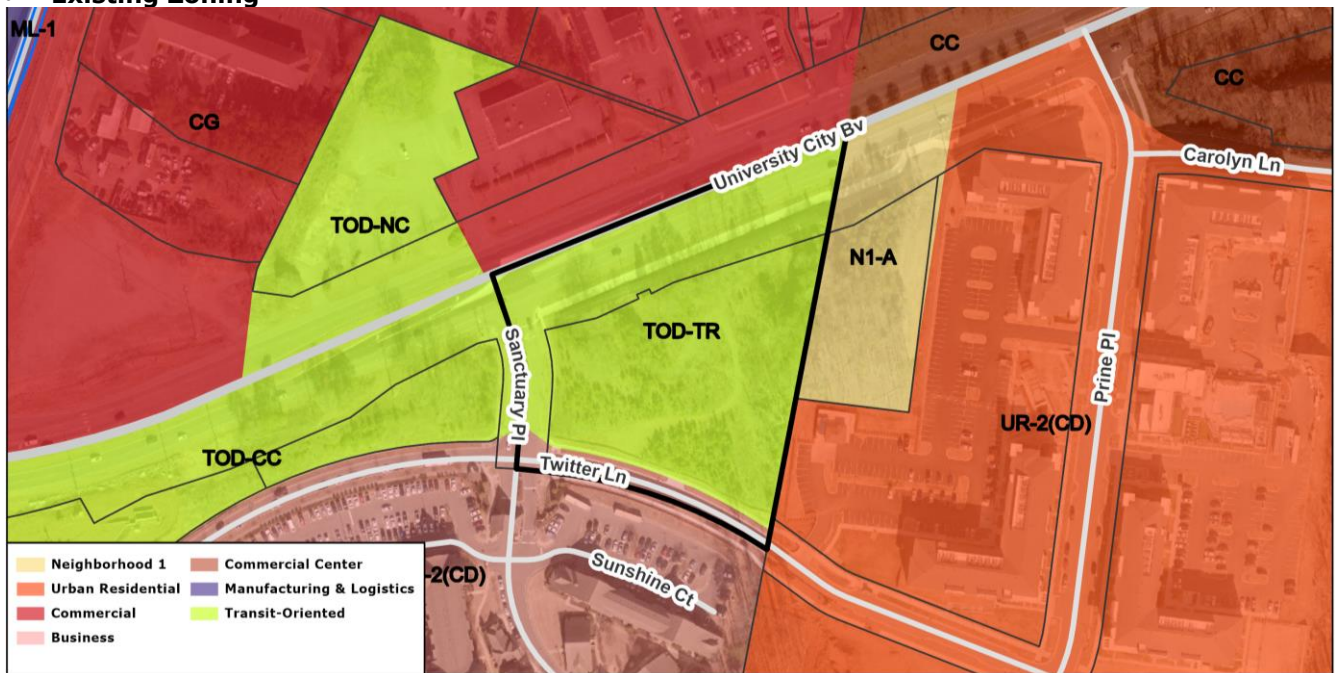 Existing Zoning
ML-1
CC
CC
CG
University City Bv
Carolyn Ln
TOD-NC
N1-A
TOD-TR
Sanctuary Pl
Prine Pl
UR-2(CD)
TOD-CC
Twitter Ln
Sunshine Ct
-2(CD)
Neighborhood 1
Urban Residential
Commercial
Business
Commercial Center
Manufacturing & Logistics
Transit-Oriented